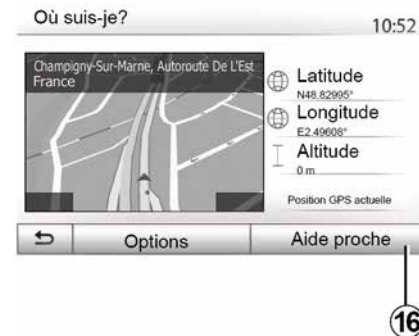 Où suis-je?
10:52
Champigny-Sur-Marne, Autoroute De L'Est
France
Latitude
N48.82995°
Longitude
E2.49608°
Altitude
0 m
Position GPS actuelle
Options
Aide proche
16